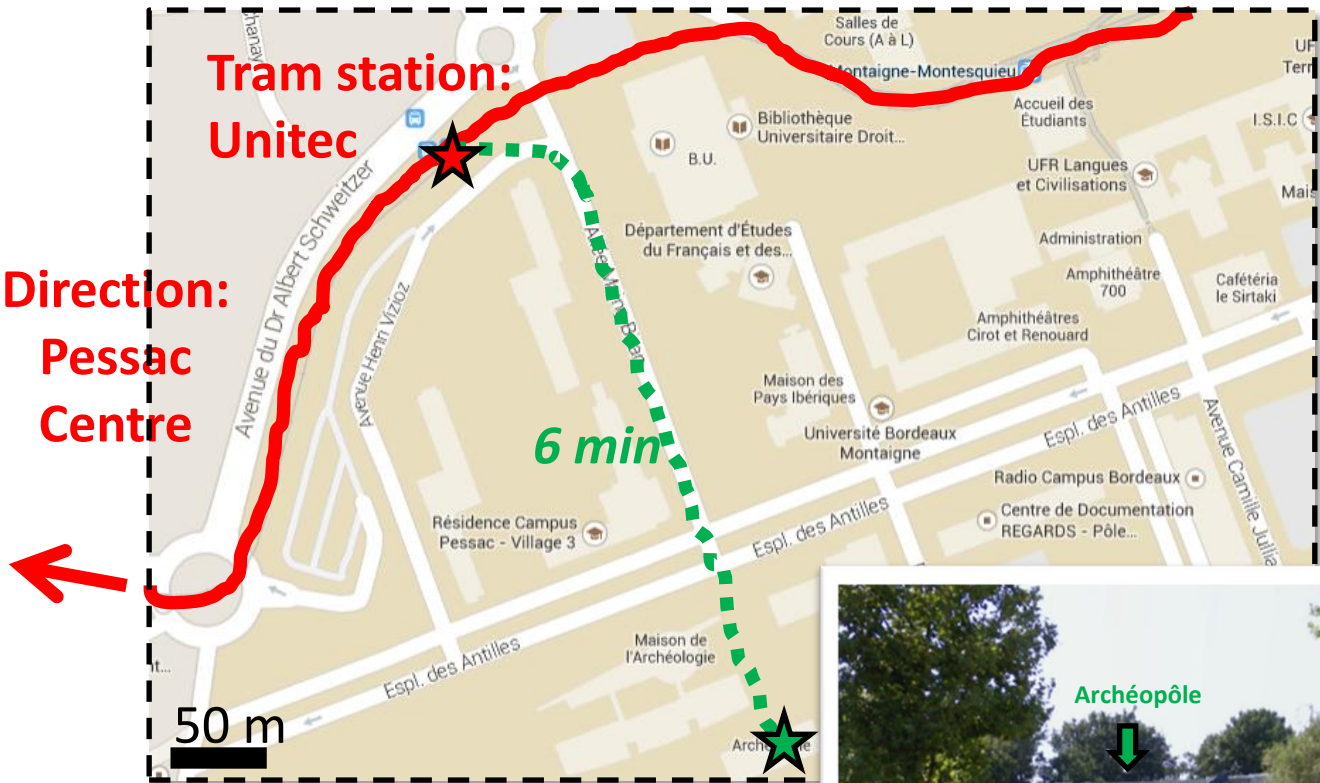 Salles de
Cours (A à L)
UF
Terr
Tram station:
Unitec
Montaigne-Montesquieu
Accueil des
Étudiants
I.S.I.C
Bibliothèque
Universitaire Droit...
B.U.
UFR Langues
et Civilisations
Mais
Avenue du Dr Albert Schweitzer
Département d'Études
du Français et des...
Administration
Amphithéâtre
700
Cafétéria
le Sirtaki
Direction:
Pessac
Centre
Avenue Henri Vizioz
Amphithéâtres
Cirot et Renouard
Maison des
Pays Ibériques
6 min
Université Bordeaux
Montaigne
Espl. des Antilles
Avenue Camille Jullia
Radio Campus Bordeaux
Résidence Campus
Pessac - Village 3
Espl. des Antilles
Centre de Documentation
REGARDS - Pôle...
Maison de
l'Archéologie
Espl. des Antilles
nt...
Archéopôle
50 m